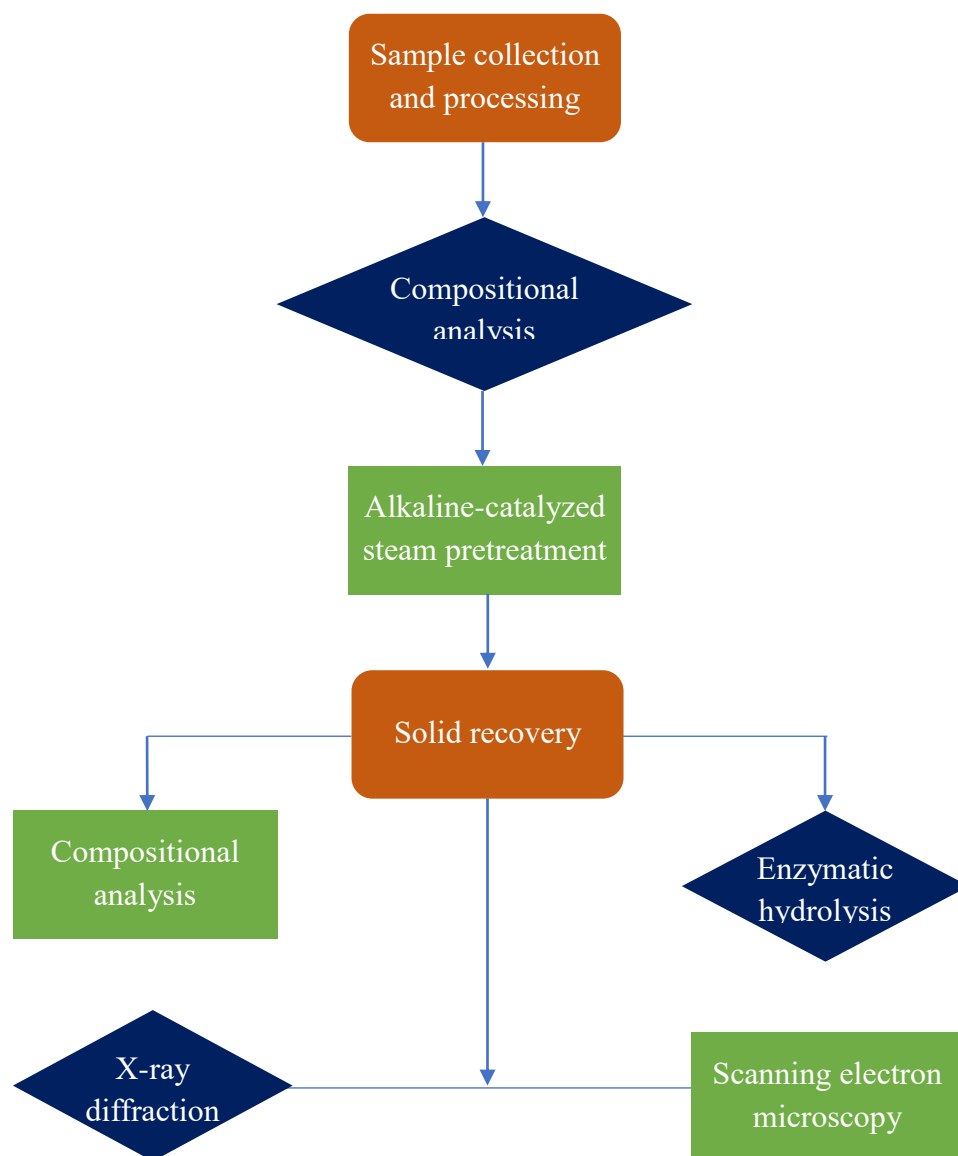 Sample collection
and processing
Compositional
analysis
Alkaline-catalyzed
steam pretreatment
Solid recovery
Compositional
analysis
Enzymatic
hydrolysis
X-ray
diffraction
Scanning electron
microscopy